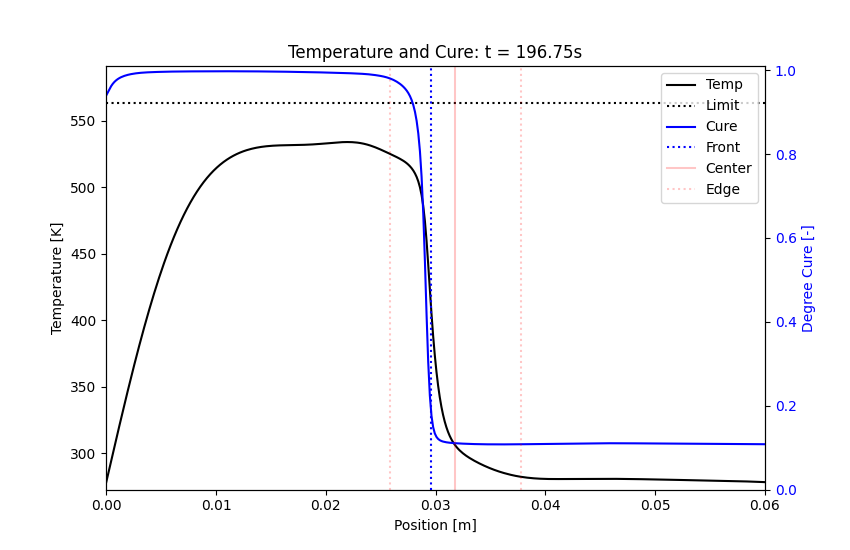 Temperature and Cure: t = 196.75s
Temp
Limit
Cure
Front
Center
Edge
550
500
450
400
350
300
Temperature [K]
1.0
0.8
0.6
0.4
0.2
0.0
Degree Cure [-]
0.00 0.01 0.02 0.03 0.04 0.05 0.06
Position [m]